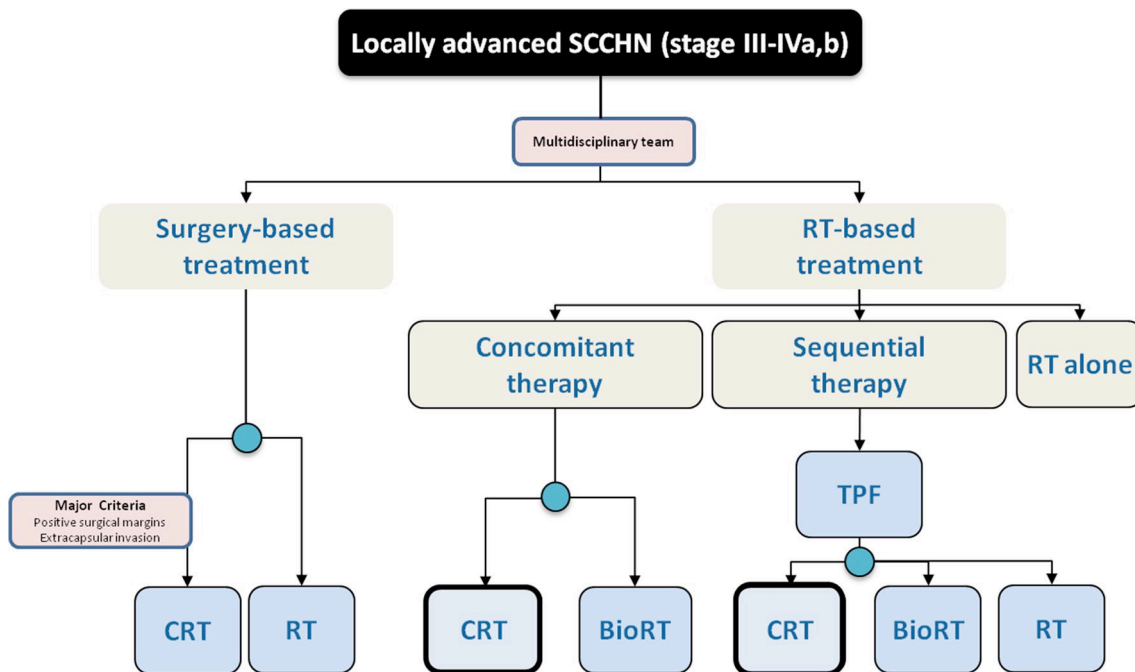 Locally advanced SCCHN (stage III-IVa,b)
Multidisciplinary team
Surgery-based
treatment
RT-based
treatment
Concomitant
therapy
Sequential
therapy
RT alone
TPF
Major Criteria
Positive surgical margins
Extracapsular invasion
CRT
RT
CRT
BioRT
CRT
BioRT
RT